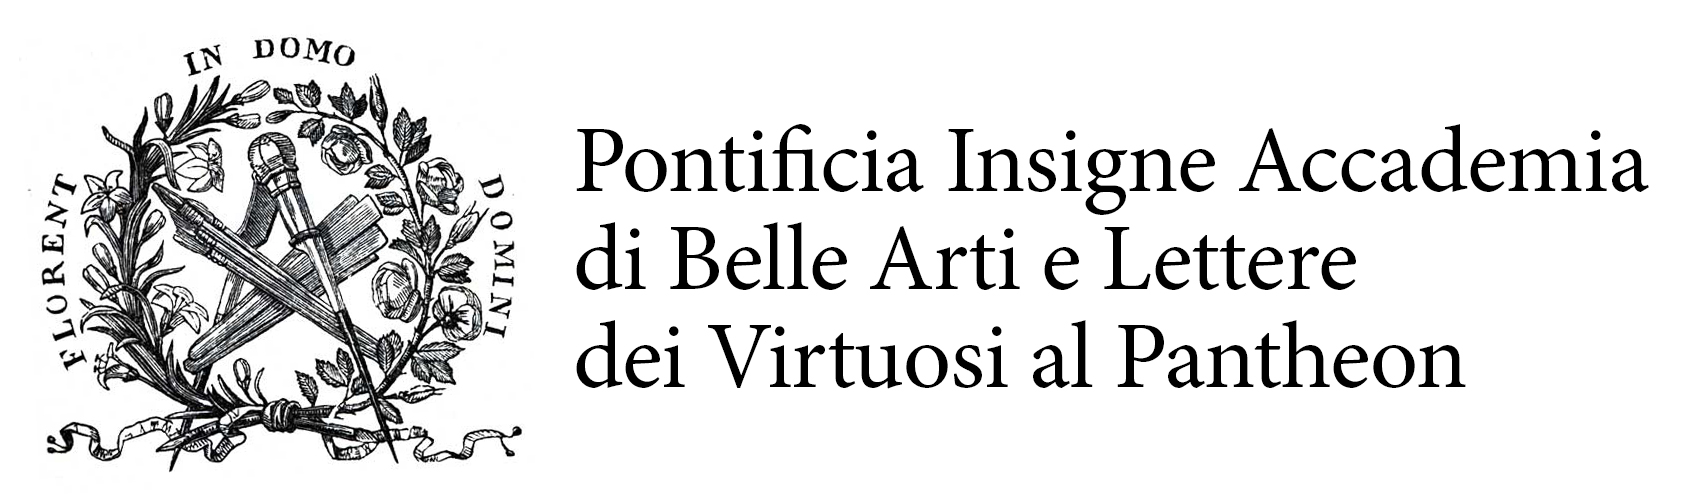 FLORENT IN DOMO DOMINI
Pontificia Insigne Accademia
di Belle Arti e Lettere
dei Virtuosi al Pantheon